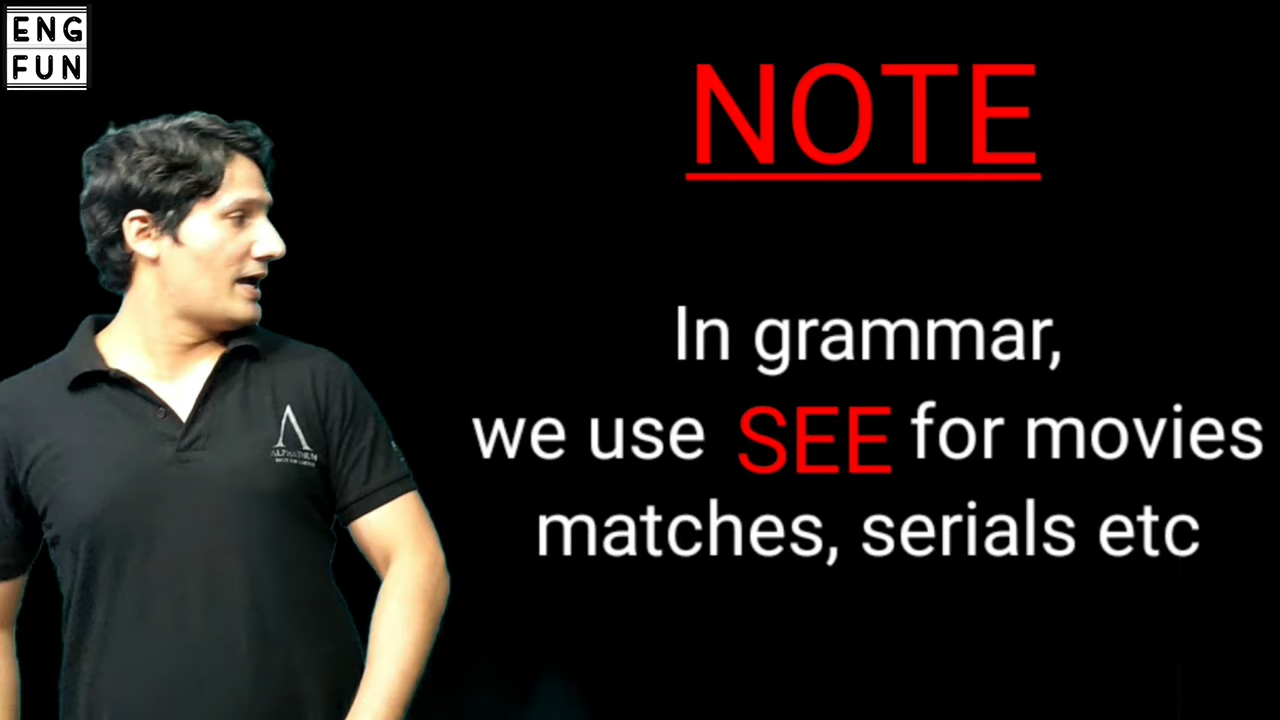 ENG
FUN
NOTE
In grammar,
we use SEE for movies
matches, serials etc